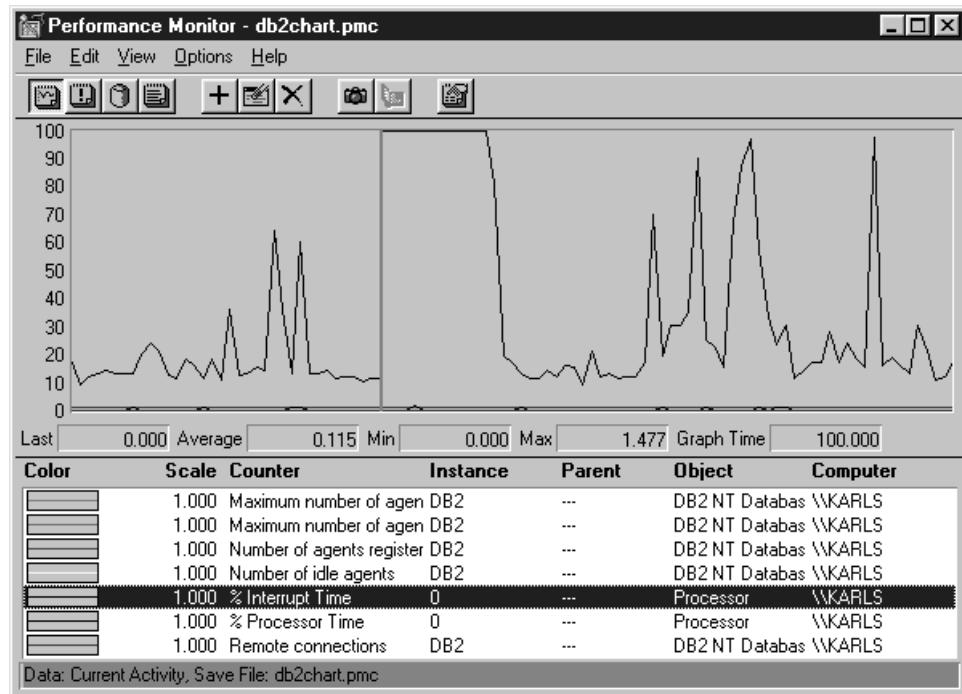 Performance Monitor - db2chart.pmc
File Edit View Options Help
100
90
80
70
60
50
40
30
20
10
0
Last 0.000 Average 0.115 Min 0.000 Max 1.477 Graph Time 100.000
Color Scale Counter Instance Parent Object Computer
1.000 Maximum number of agen DB2 --- DB2 NT Databas \\KARLS
1.000 Maximum number of agen DB2 --- DB2 NT Databas \\KARLS
1.000 Number of agents register DB2 --- DB2 NT Databas \\KARLS
1.000 Number of idle agents DB2 --- DB2 NT Databas \\KARLS
1.000 % Interrupt Time 0 --- Processor \\KARLS
1.000 % Processor Time 0 --- Processor \\KARLS
1.000 Remote connections DB2 --- DB2 NT Databas \\KARLS
Data: Current Activity, Save File: db2chart.pmc